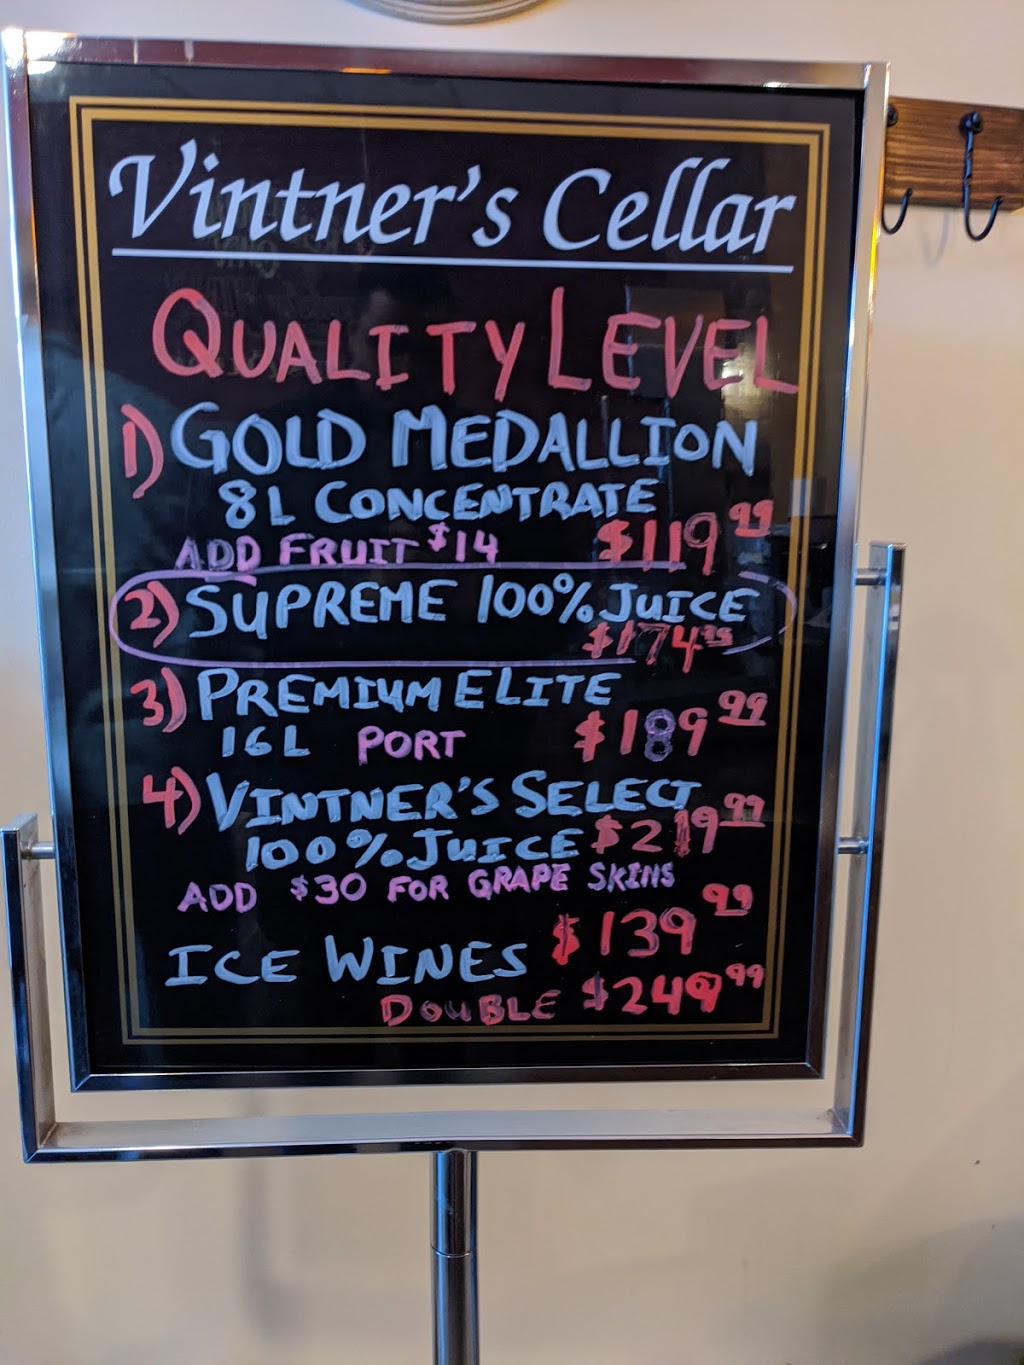 Vintner's Cellar
QUALITY LEVEL
1) GOLD MEDALLION
8L CONCENTRATE
ADD FRUIT $14 $119 99
2) SUPREME 100% JUICE
$174
3) PREMIUM ELITE
16L PORT $189 99
4) VINTNER'S SELECT
100% JUICE $219 99
ADD $30 FOR GRAPE SKINS
ICE WINES $139 99
DOUBLE $249 99